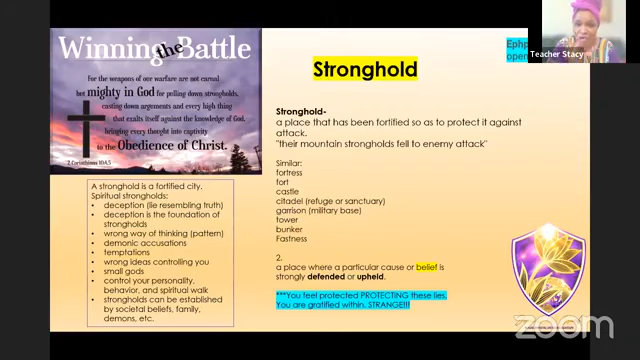 Winning the Battle
For the weapons of our warfare are not carnal
but mighty in God for pulling down strongholds,
casting down arguments and every high thing
that exalts itself against the knowledge of God,
bringing every thought into captivity
to the Obedience of Christ.
2 Corinthians 10:4,5
A stronghold is a fortified city.
Spiritual strongholds:
• deception (lie resembling truth)
• deception is the foundation of
strongholds
• wrong way of thinking (pattern)
• demonic accusations
• temptations
• wrong ideas controlling you
• small gods
• control your personality,
behavior, and spiritual walk
• strongholds can be established
by societal beliefs, family,
demons, etc.
Stronghold
Stronghold-
a place that has been fortified so as to protect it against
attack.
"their mountain strongholds fell to enemy attack"
Similar:
fortress
fort
castle
citadel (refuge or sanctuary)
garrison (military base)
tower
bunker
Fastness
2.
a place where a particular cause or belief is
strongly defended or upheld.
***You feel protected PROTECTING these lies.
You are gratified within. STRANGE!!!
Teacher Stacy
zoom